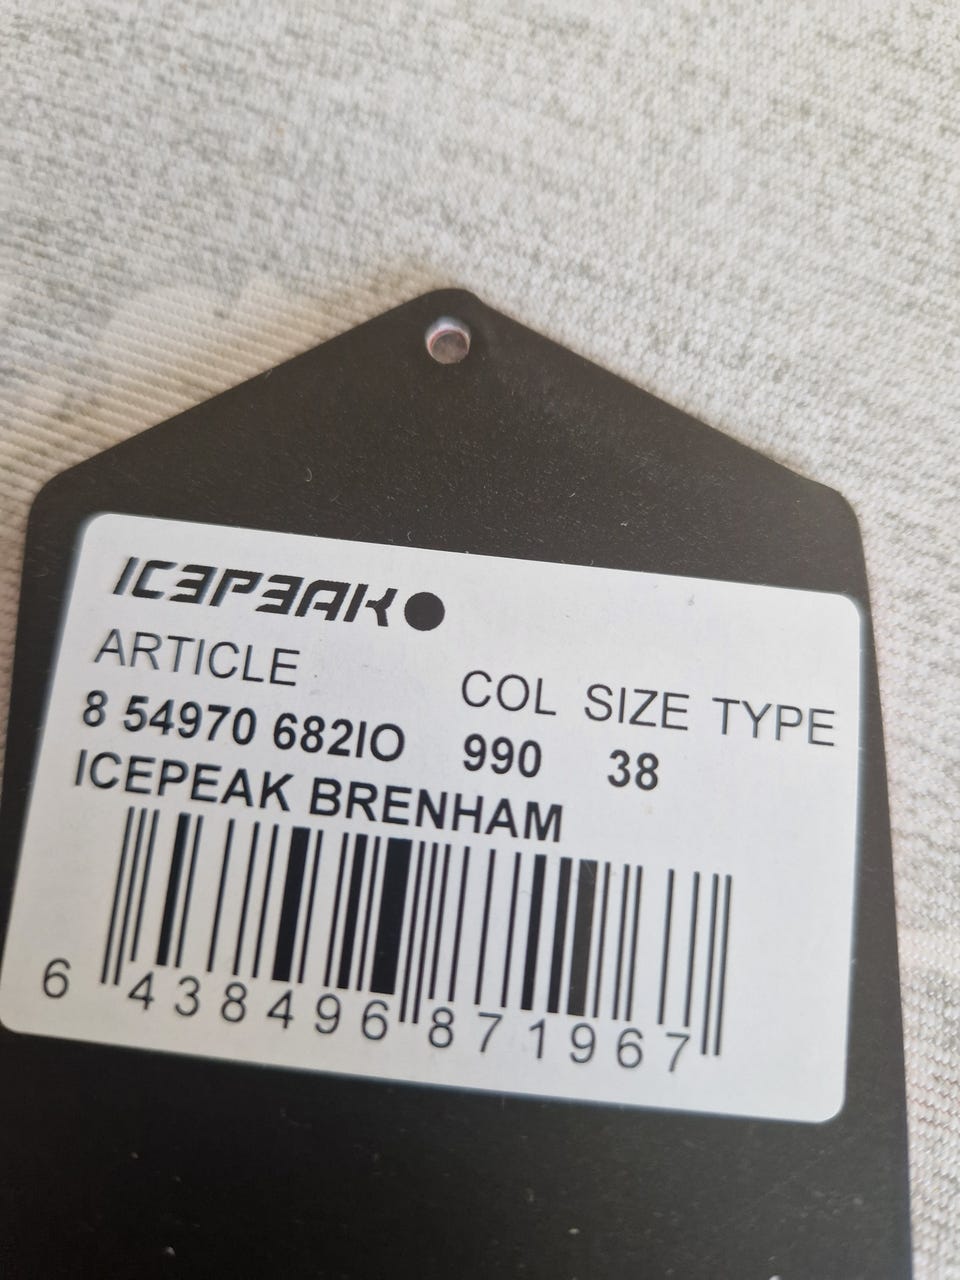 ICEPEAK
ARTICLE COL SIZE TYPE
8 54970 682IO 990 38
ICEPEAK BRENHAM
6 438496 871967